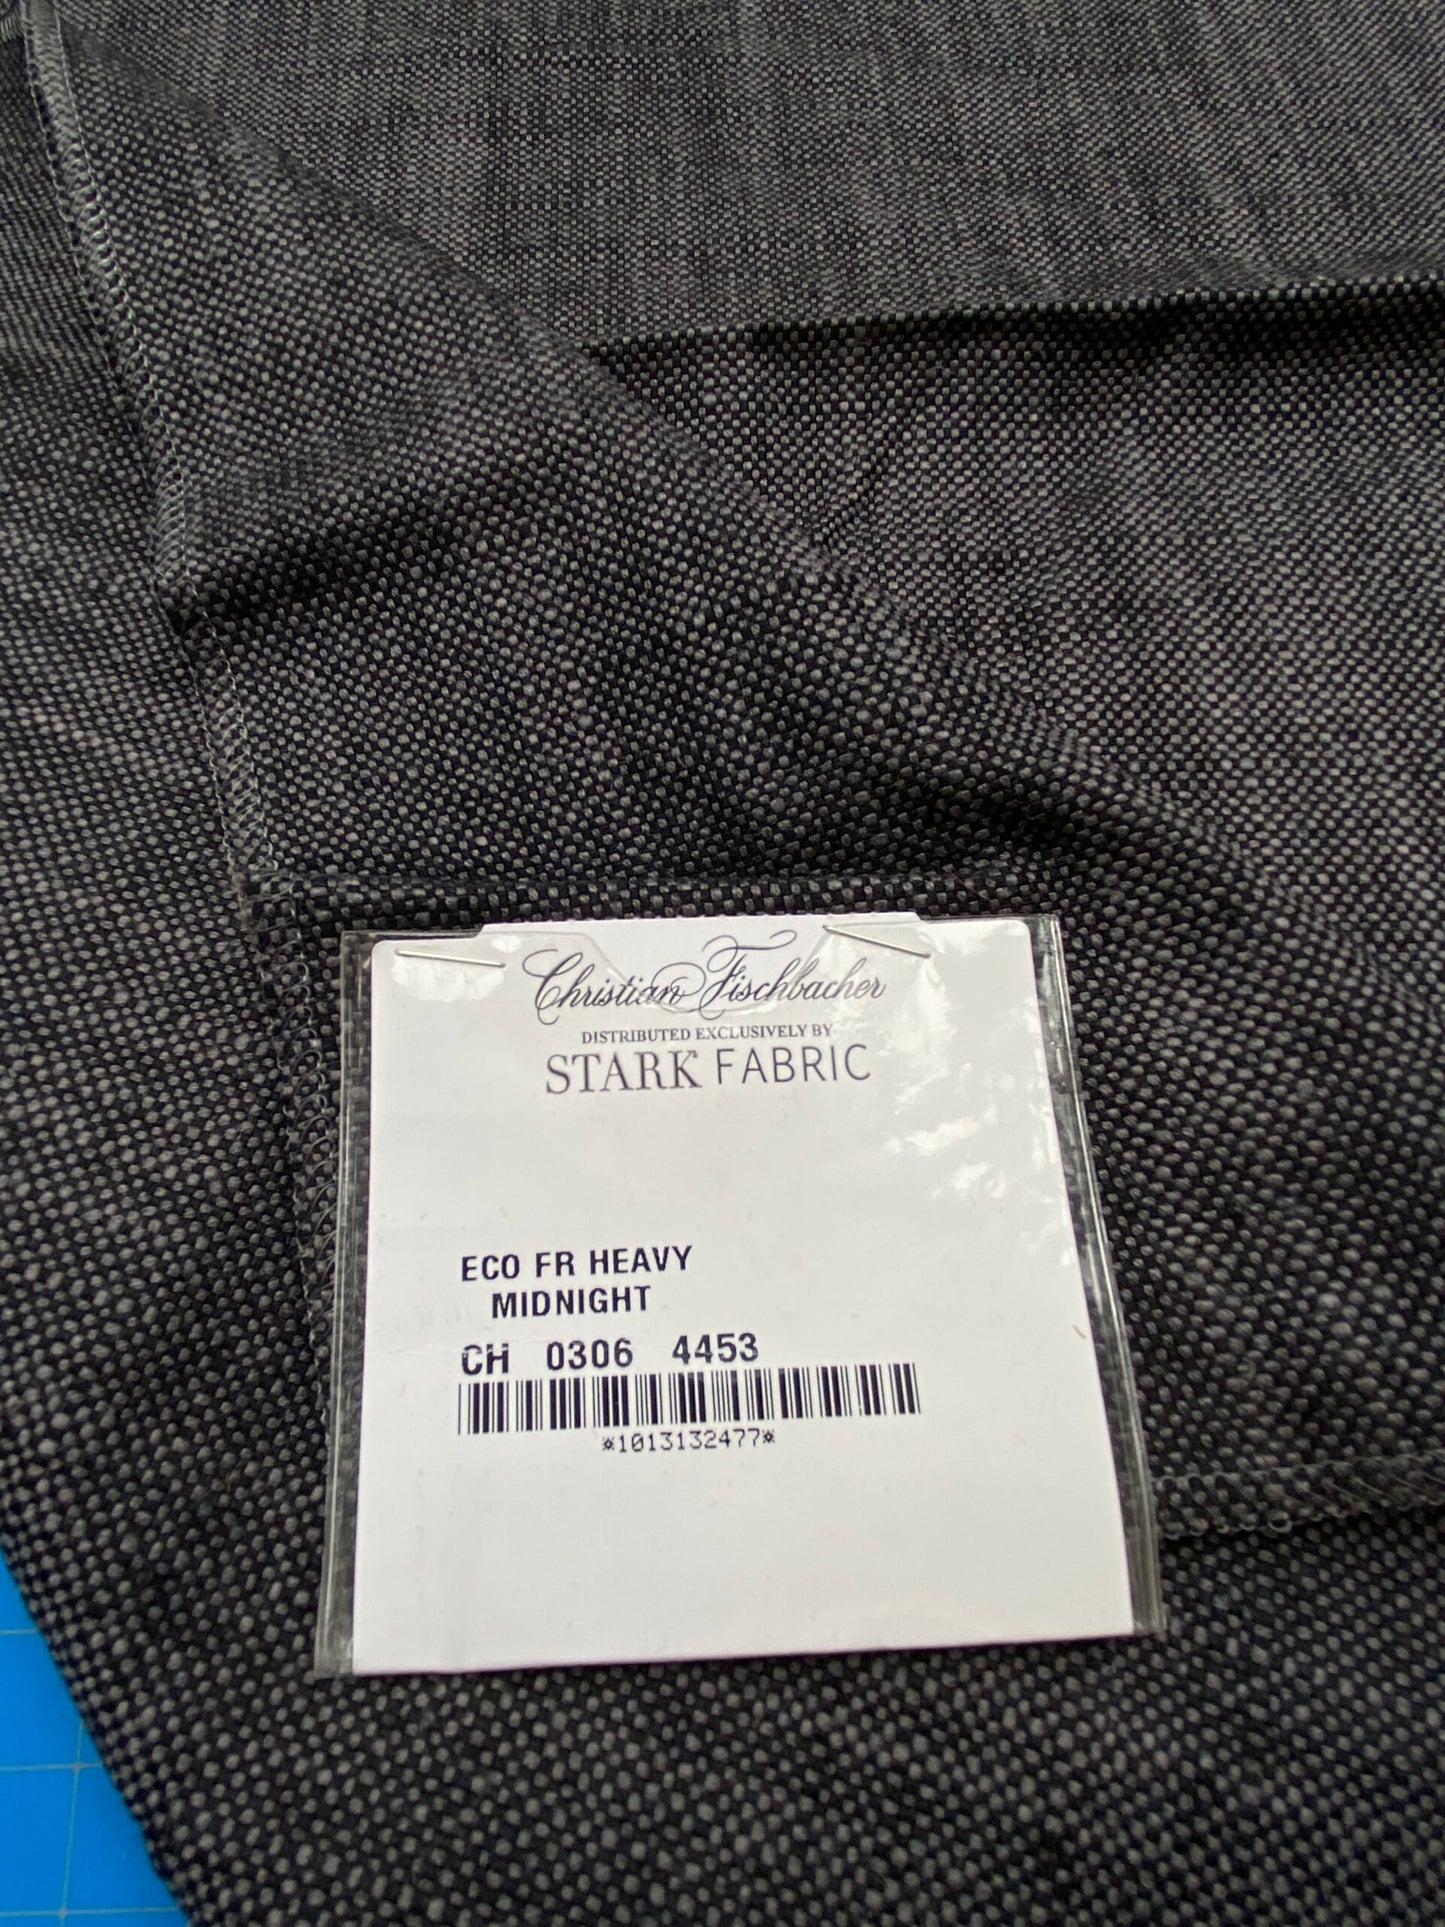 Christian Fischbacher
DISTRIBUTED EXCLUSIVELY BY
STARK FABRIC
ECO FR HEAVY
MIDNIGHT
CH 0306 4453
*1013132477*